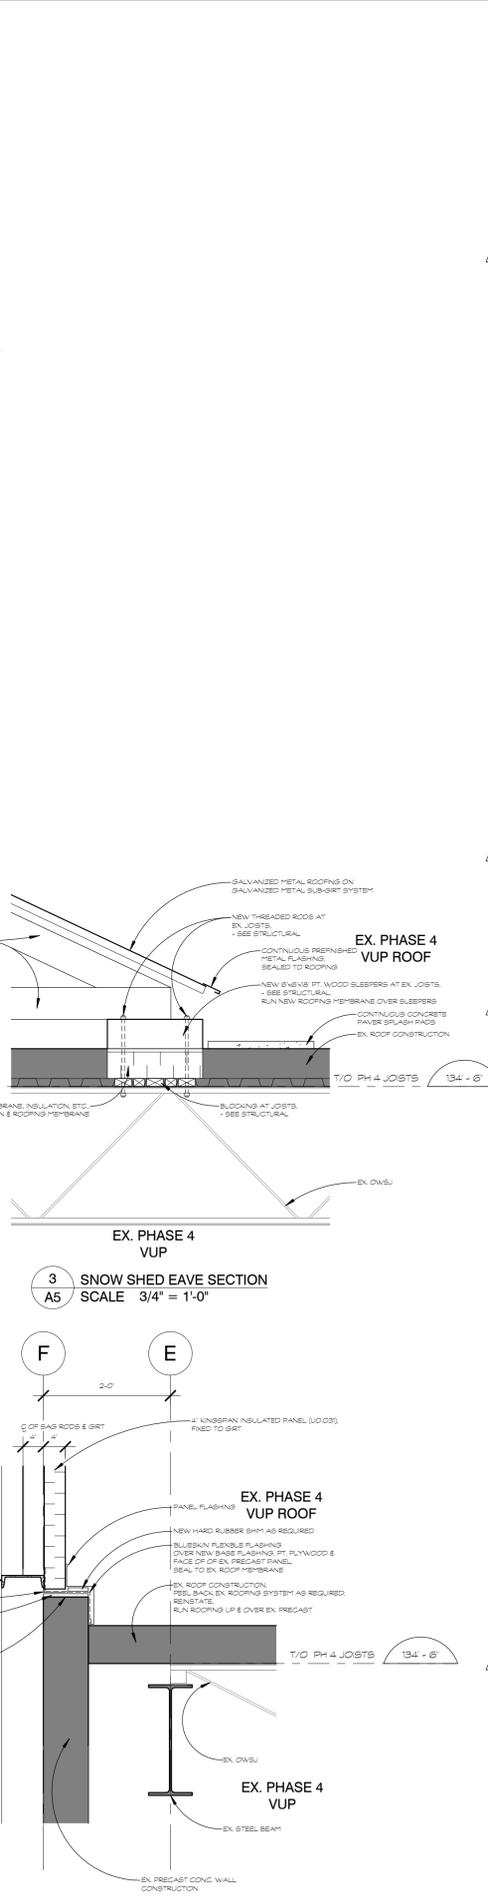 GALVANIZED METAL ROOFING ON
GALVANIZED METAL SUB-GIRT SYSTEM
NEW THREADED RODS AT
EX. JOISTS,
- SEE STRUCTURAL
EX. PHASE 4
VUP ROOF
CONTINUOUS PREFINISHED
METAL FLASHING,
SEALED TO ROOFING
NEW 6"x6"x18" PT. WOOD SLEEPERS AT EX. JOISTS,
- SEE STRUCTURAL,
RUN NEW ROOFING MEMBRANE OVER SLEEPERS
CONTINUOUS CONCRETE
PAVER SPLASH PADS
EX. ROOF CONSTRUCTION
T/O PH 4 JOISTS
134' - 6"
BRANE, INSULATION, ETC.,
N & ROOFING MEMBRANE
BLOCKING AT JOISTS,
- SEE STRUCTURAL
EX. OWSJ
EX. PHASE 4
VUP
3
A5
SNOW SHED EAVE SECTION
SCALE 3/4" = 1'-0"
F
E
2'-0"
℄ OF SAG RODS & GIRT
4" 4"
4" KINGSPAN INSULATED PANEL (U0.031),
FIXED TO GIRT
EX. PHASE 4
VUP ROOF
PANEL FLASHING
NEW HARD RUBBER SHIM AS REQUIRED
BLUESKIN FLEXIBLE FLASHING
OVER NEW BASE FLASHING, PT. PLYWOOD &
FACE OF OF EX. PRECAST PANEL,
SEAL TO EX. ROOF MEMBRANE
EX. ROOF CONSTRUCTION,
PEEL BACK EX. ROOFING SYSTEM AS REQUIRED,
REINSTATE,
RUN ROOFING UP & OVER EX. PRECAST
T/O PH 4 JOISTS
134' - 6"
EX. OWSJ
EX. PHASE 4
VUP
EX. STEEL BEAM
EX. PRECAST CONC. WALL
CONSTRUCTION